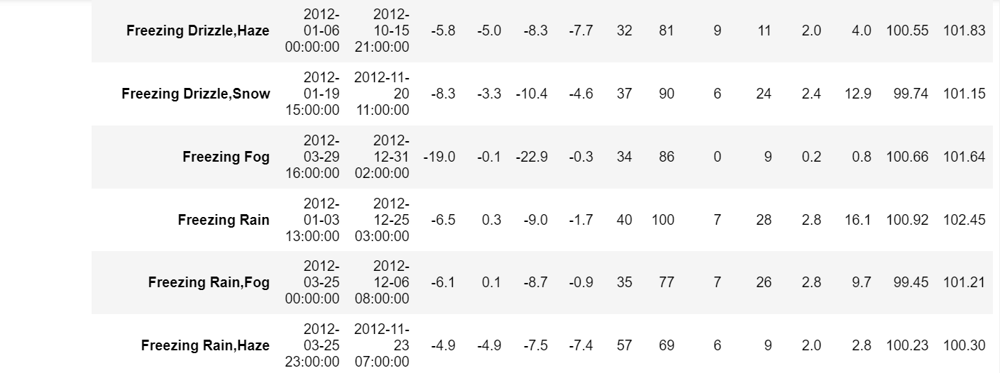 2012- 2012-
Freezing Drizzle,Haze 01-06 10-15 -5.8 -5.0 -8.3 -7.7 32 81 9 11 2.0 4.0 100.55 101.83
00:00:00 21:00:00
2012- 2012-11-
Freezing Drizzle,Snow 01-19 20 -8.3 -3.3 -10.4 -4.6 37 90 6 24 2.4 12.9 99.74 101.15
15:00:00 11:00:00
2012- 2012-
Freezing Fog 03-29 12-31 -19.0 -0.1 -22.9 -0.3 34 86 0 9 0.2 0.8 100.66 101.64
16:00:00 02:00:00
2012- 2012-
Freezing Rain 01-03 12-25 -6.5 0.3 -9.0 -1.7 40 100 7 28 2.8 16.1 100.92 102.45
13:00:00 03:00:00
2012- 2012-
Freezing Rain,Fog 03-25 12-06 -6.1 0.1 -8.7 -0.9 35 77 7 26 2.8 9.7 99.45 101.21
00:00:00 08:00:00
2012- 2012-11-
Freezing Rain,Haze 03-25 23 -4.9 -4.9 -7.5 -7.4 57 69 6 9 2.0 2.8 100.23 100.30
23:00:00 07:00:00